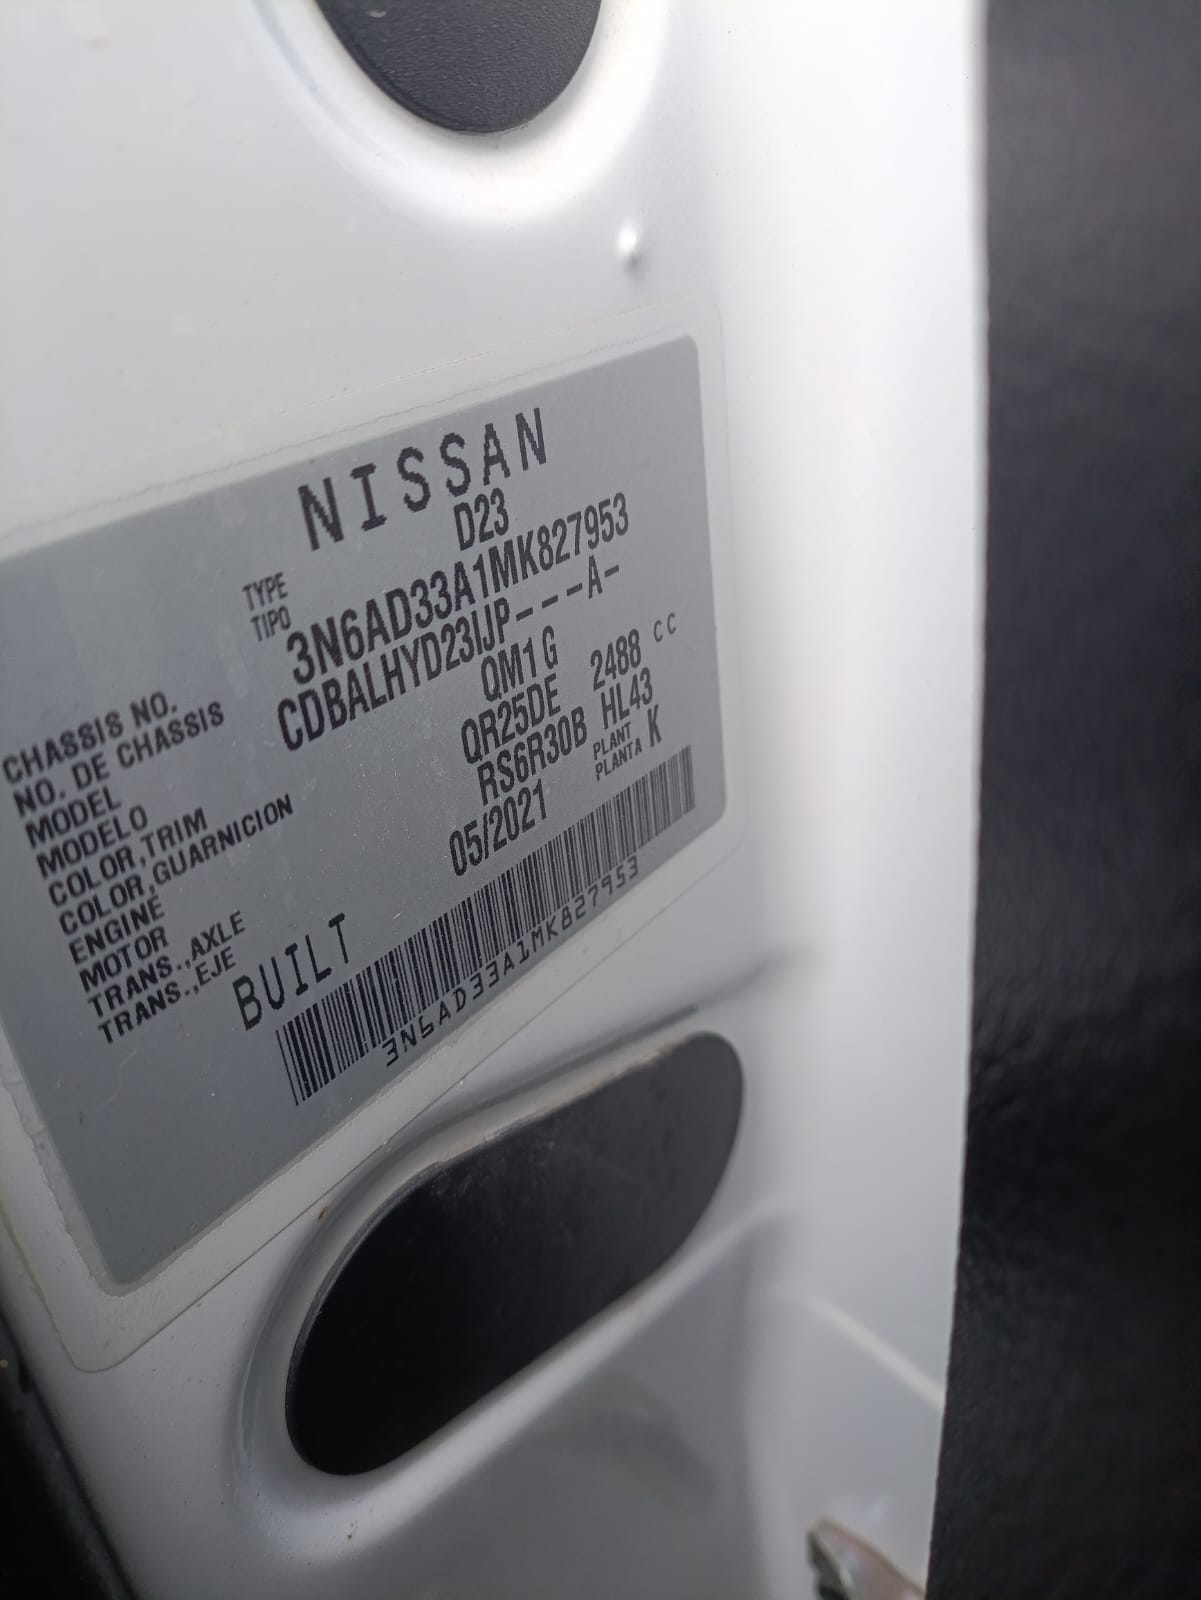 NISSAN
TYPE
TIPO D23
CHASSIS NO.
NO. DE CHASSIS 3N6AD33A1MK827953
MODEL
MODELO CDBALHYD23IJP---A-
COLOR,TRIM
COLOR,GUARNICION QM1 G
ENGINE
MOTOR QR25DE 2488 CC
TRANS.,AXLE
TRANS.,EJE RS6R30B HL43
BUILT 05/2021 PLANT
PLANTA K
3N6AD33A1MK827953